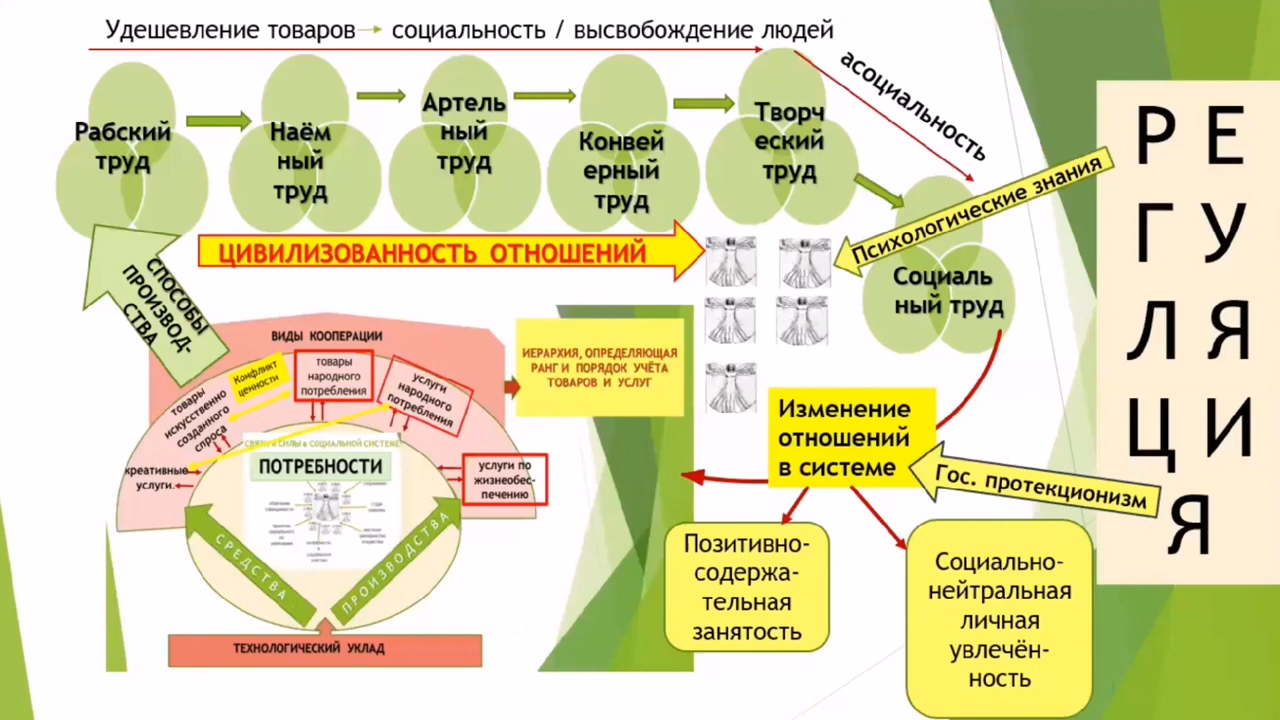 Удешевление товаров → социальность / высвобождение людей
асоциальность
Рабский
труд
Наём
ный
труд
Артель
ный
труд
Конвей
ерный
труд
Творч
еский
труд
Социаль
ный труд
Психологические знания
Р Е
Г У
Л Я
Ц И
Я
ЦИВИЛИЗОВАННОСТЬ ОТНОШЕНИЙ
СПОСОБЫ
ПРОИЗВОД-
СТВА
ВИДЫ КООПЕРАЦИИ
Конфликт
ценности
товары
искусственно
созданного
спроса
товары
народного
потребления
услуги
народного
потребления
креативные
услуги.
услуги по
жизнеобес-
печению
ИЕРАРХИЯ, ОПРЕДЕЛЯЮЩАЯ
РАНГ И ПОРЯДОК УЧЁТА
ТОВАРОВ И УСЛУГ
СВЯЗИ и СИЛЫ в СОЦИАЛЬНОЙ СИСТЕМЕ
ПОТРЕБНОСТИ
СРЕДСТВА
ПРОИЗВОДСТВА
ТЕХНОЛОГИЧЕСКИЙ УКЛАД
Изменение
отношений
в системе
Гос. протекционизм
Позитивно-
содержа-
тельная
занятость
Социально-
нейтральная
личная
увлечён-
ность